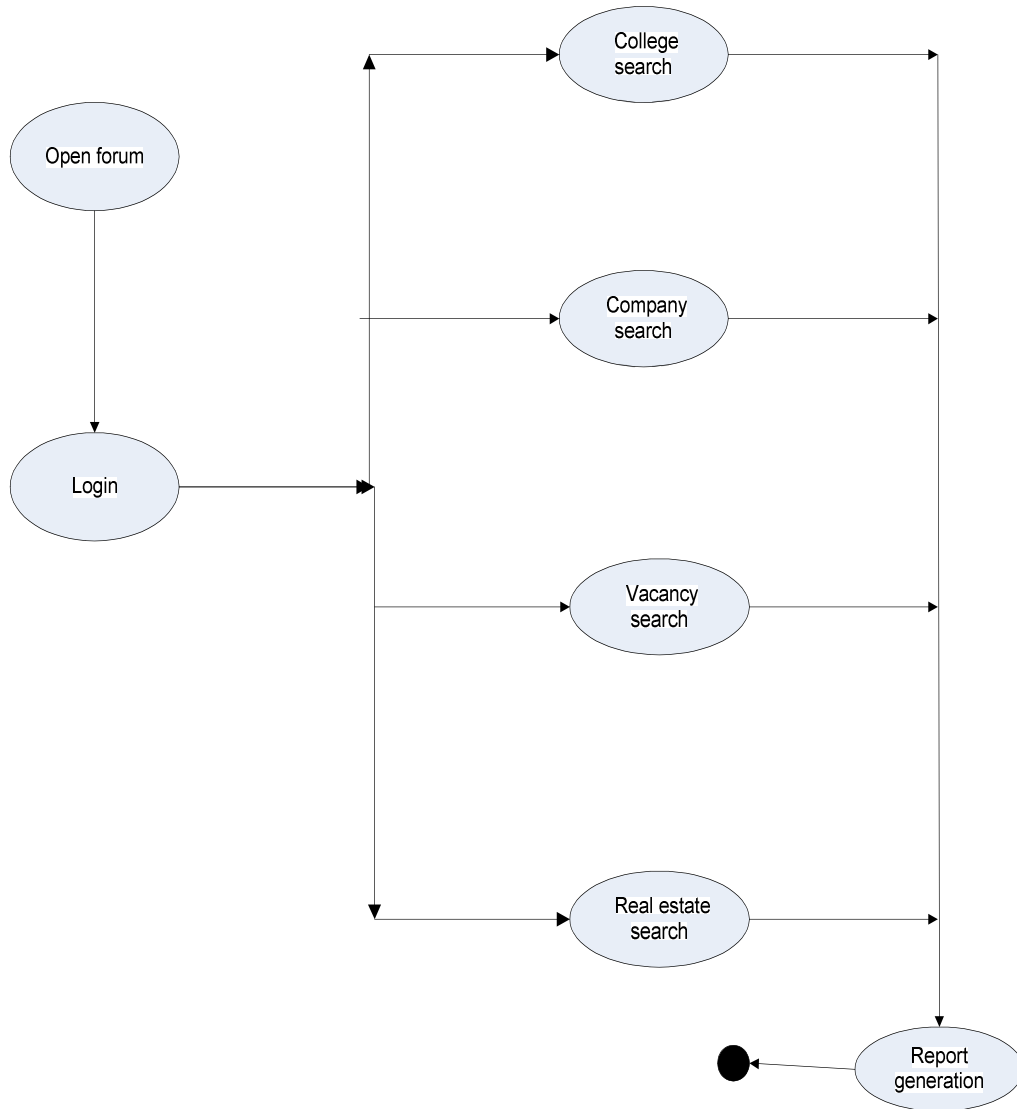 College
search
Open forum
Company
search
Login
Vacancy
search
Real estate
search
Report
generation